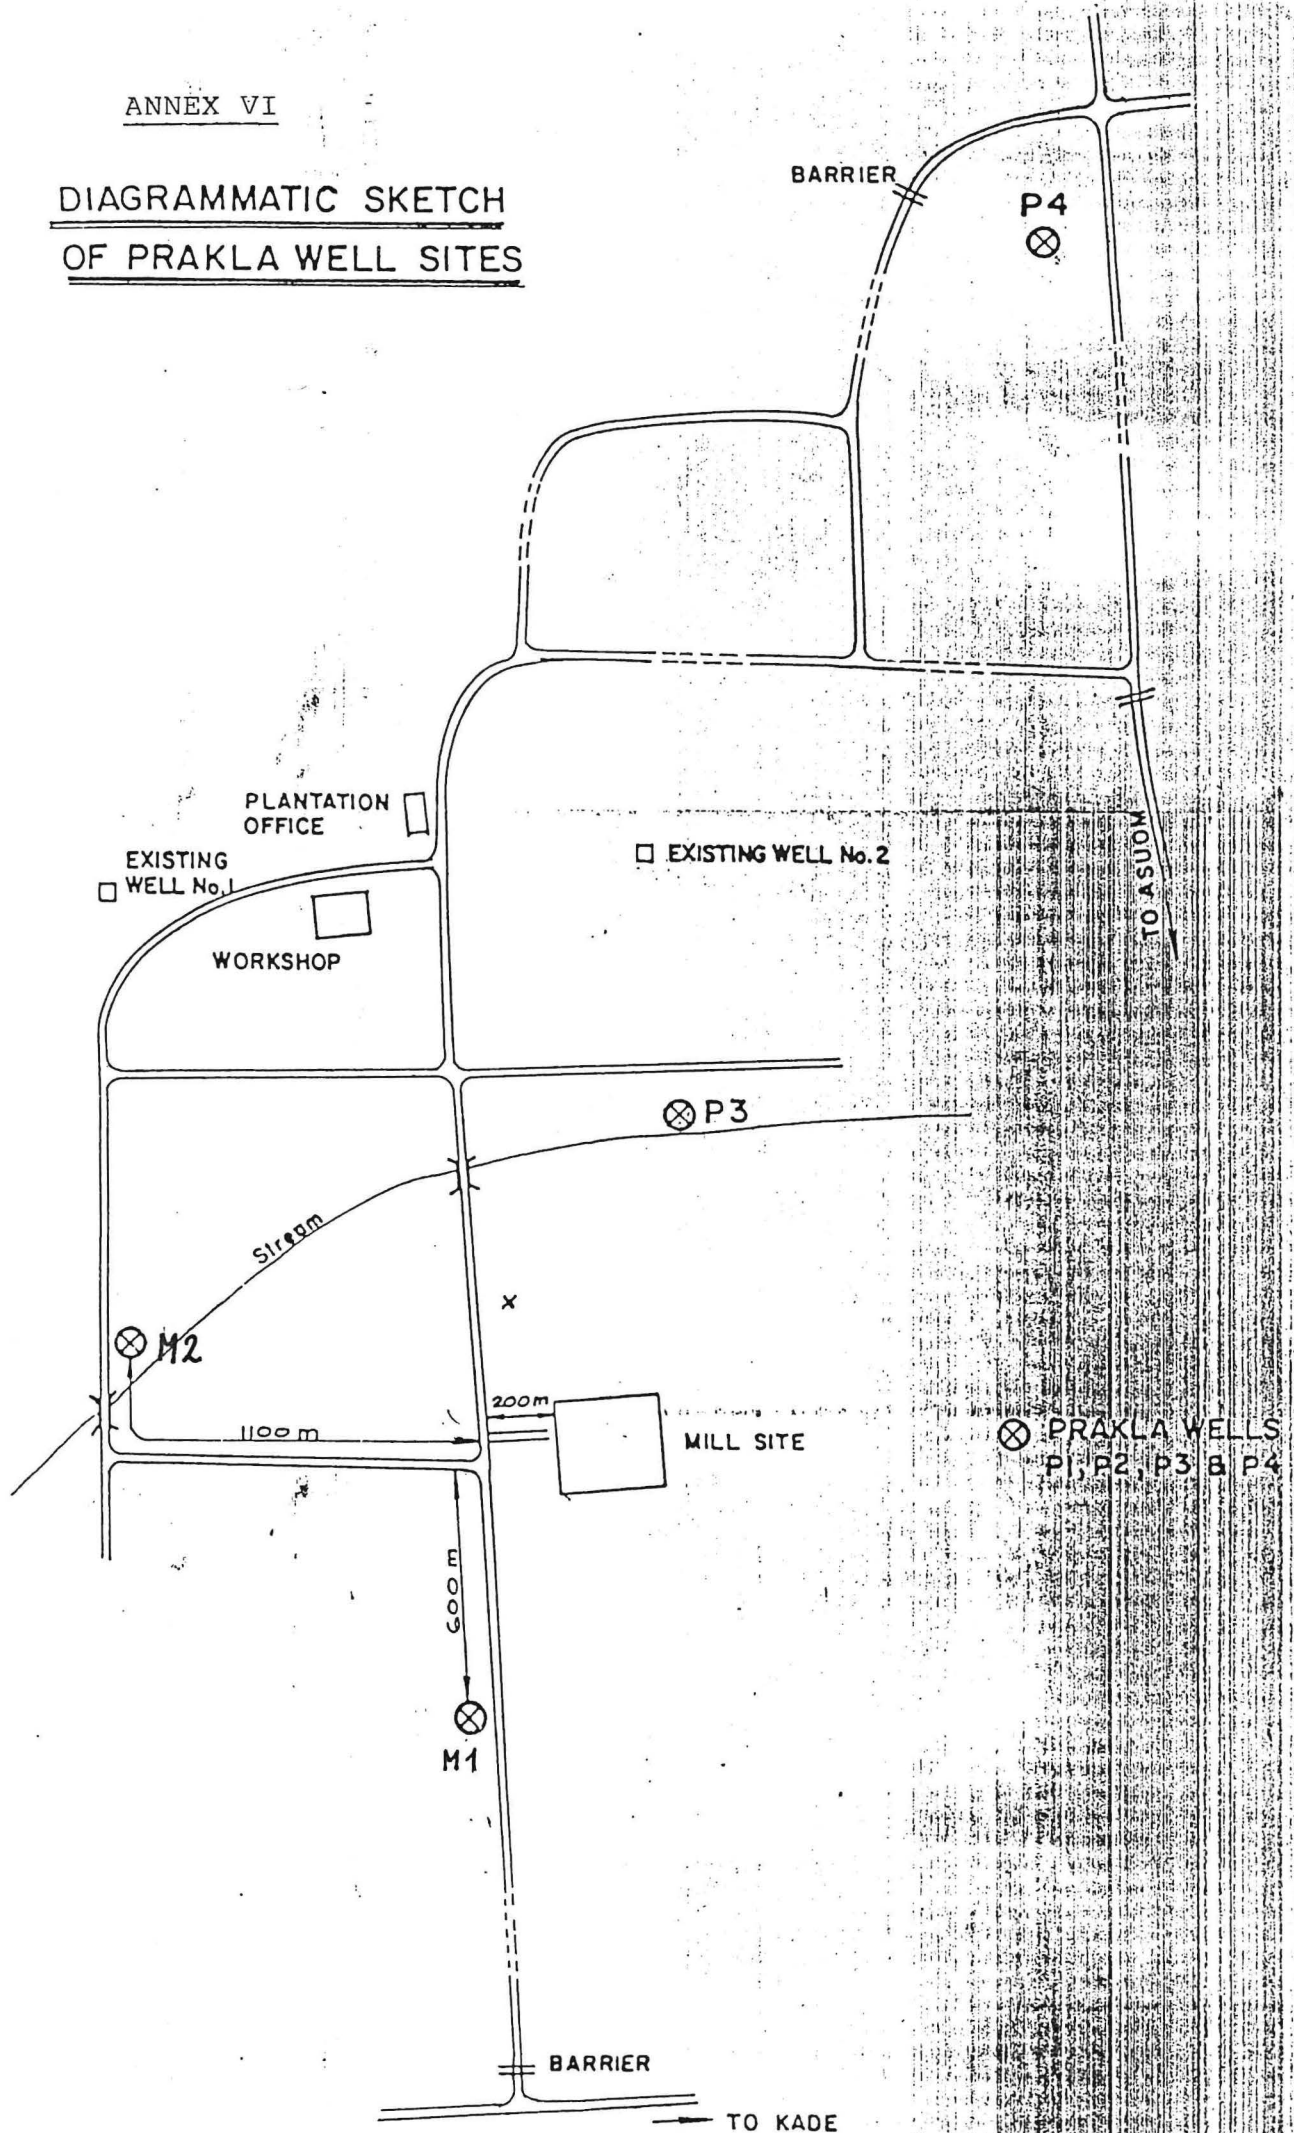 ANNEX VI
DIAGRAMMATIC SKETCH
OF PRAKLA WELL SITES
BARRIER
P4
PLANTATION
OFFICE
EXISTING
WELL No.1
EXISTING WELL No.2
TO ASUOM
WORKSHOP
P3
Stream
x
M2
200m
1100m
MILL SITE
PRAKLA WELLS
P1, P2, P3 & P4
600m
M1
BARRIER
TO KADE